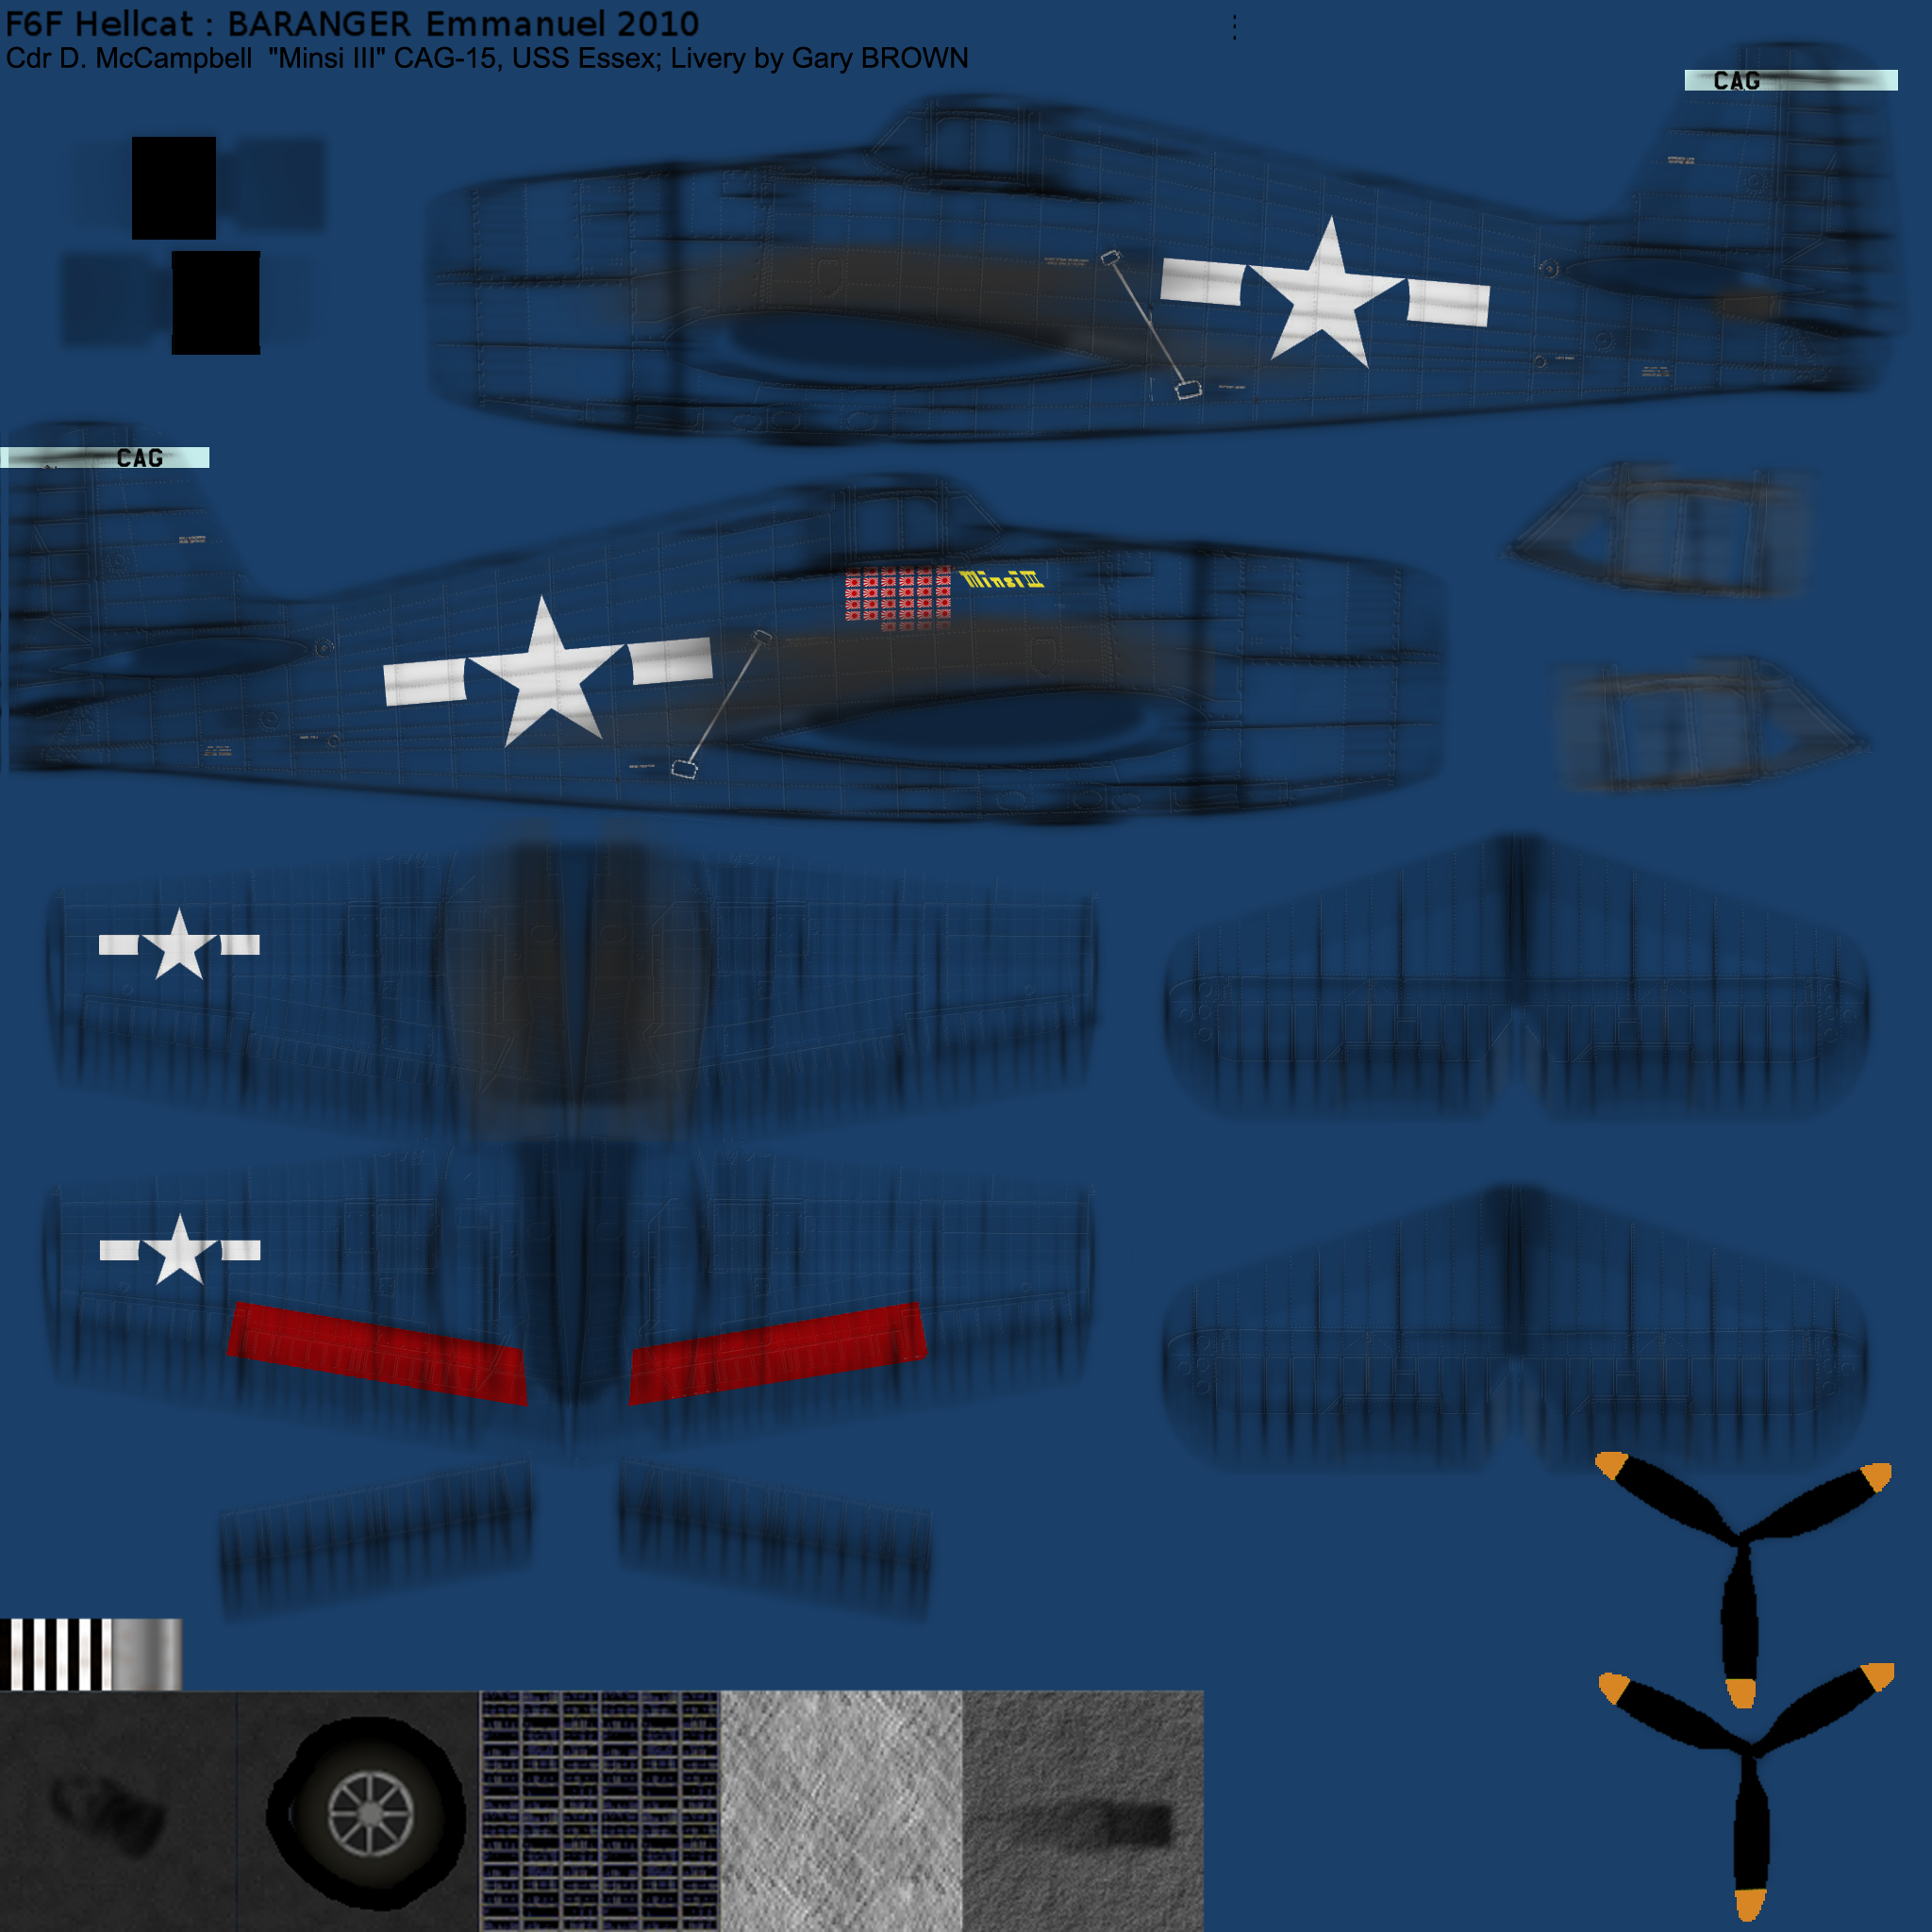 F6F Hellcat : BARANGER Emmanuel 2010
Cdr D. McCampbell "Minsi III" CAG-15, USS Essex; Livery by Gary BROWN
CAG
CAG
Minsi III